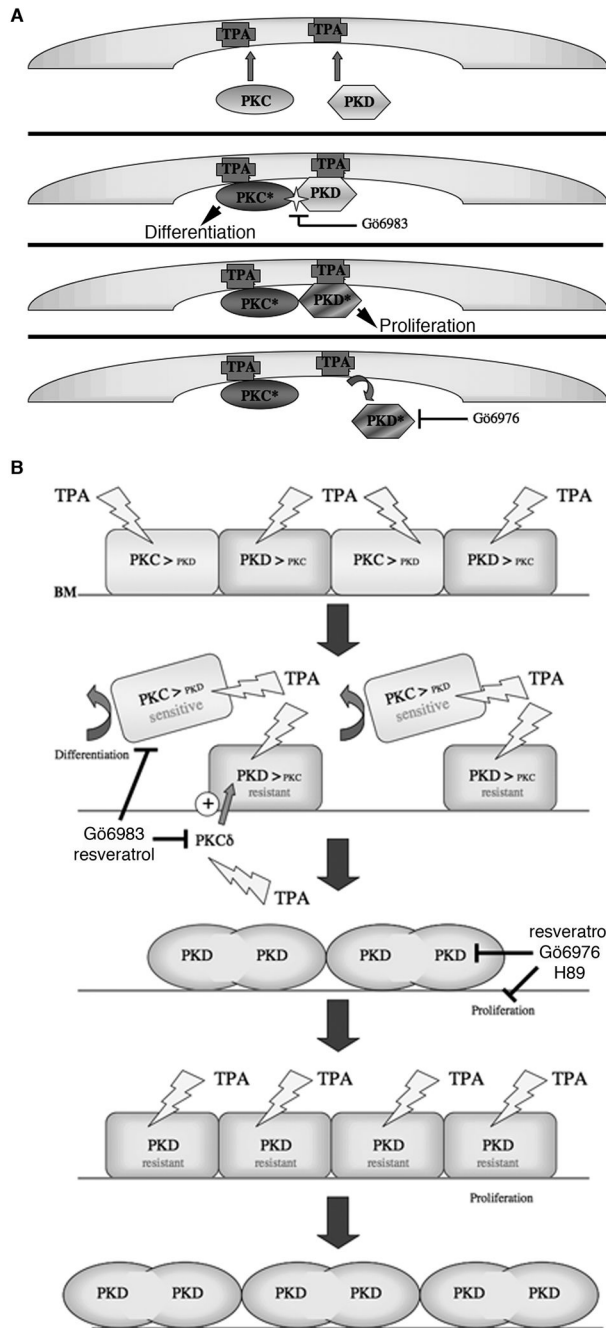 A
TPA TPA
PKC PKD
TPA TPA
PKC* PKD
Differentiation
Gö6983
TPA TPA
PKC* PKD*
Proliferation
TPA TPA
PKC*
PKD*
Gö6976
B
TPA TPA TPA TPA
PKC > PKD PKD > PKC PKC > PKD PKD > PKC
BM
PKC > PKD
sensitive
TPA
PKC > PKD
sensitive
TPA
Differentiation
PKD > PKC
resistant
PKD > PKC
resistant
+
Gö6983
resveratrol
PKCδ
TPA
PKD PKD PKD PKD
resveratro
Gö6976
H89
Proliferation
TPA TPA TPA TPA
PKD PKD PKD PKD
resistant resistant resistant resistant
Proliferation
PKD PKD PKD PKD PKD PKD